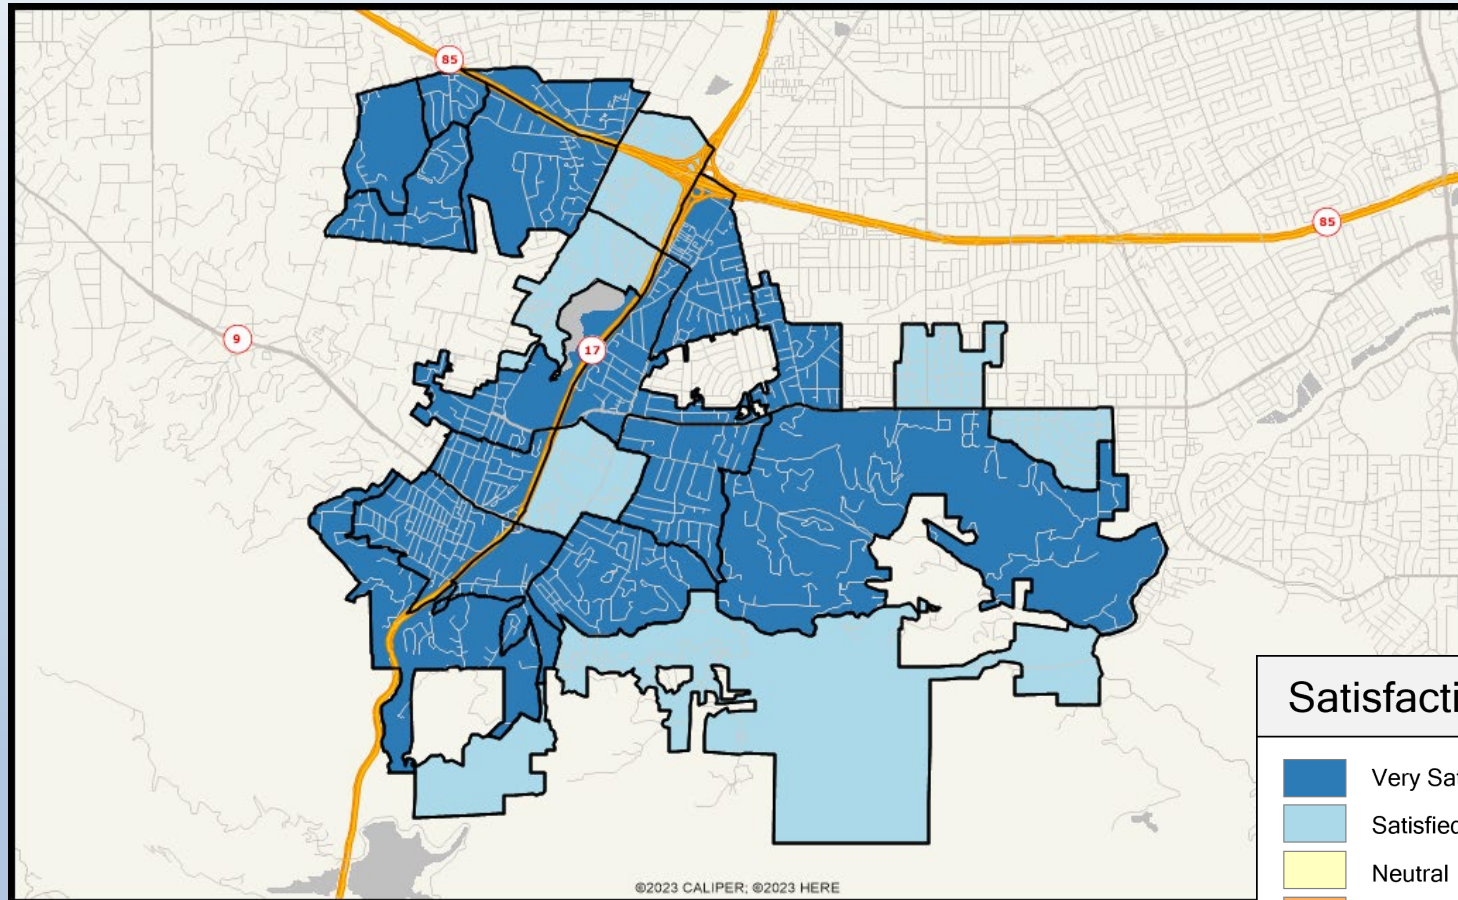 85
85
9
17
Satisfacti
Very Sa
Satisfied
Neutral
©2023 CALIPER; ©2023 HERE